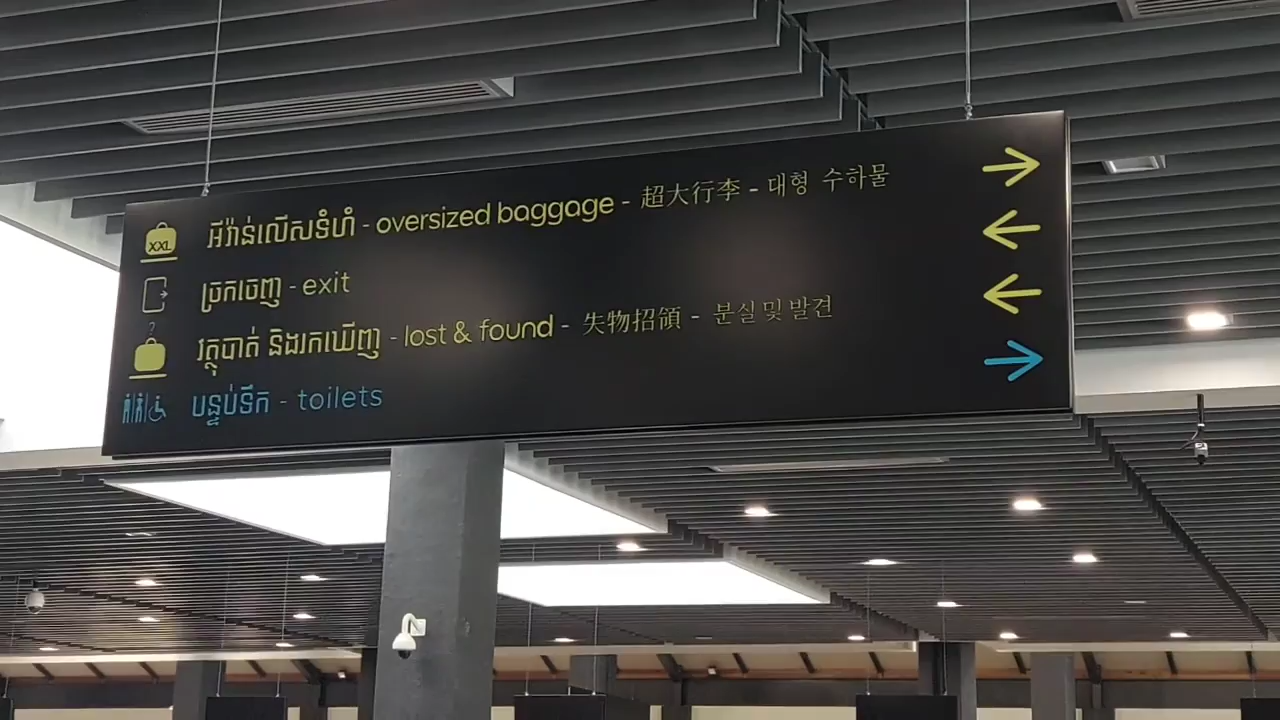 XXL អីវ៉ាន់លើសទំហំ - oversized baggage - 超大行李 - 대형 수하물
ច្រកចេញ - exit
? វត្ថុបាត់ និងរកឃើញ - lost & found - 失物招領 - 분실 및 발견
បន្ទប់ទឹក - toilets